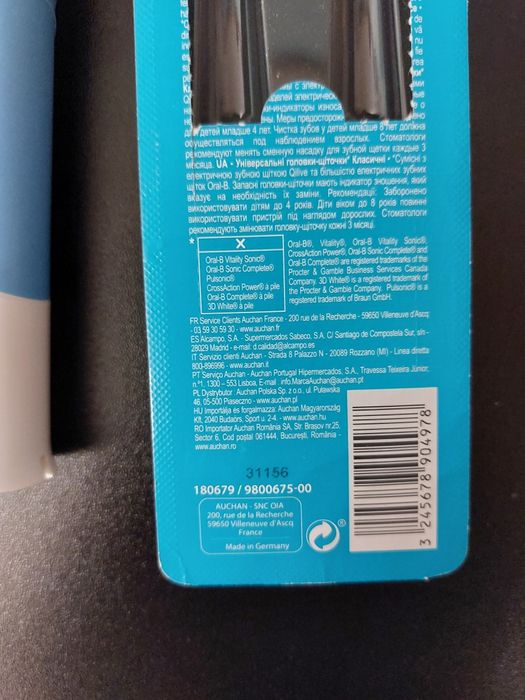 для детей младше 4 лет. Чистка зубов у детей младше 8 лет должна
осуществляться под наблюдением взрослых. Стоматологи
рекомендуют менять сменную насадку для зубной щетки каждые 3
месяца. UA • Универсальні головки-щіточки* Класичні • *Сумісні з
електричною зубною щіткою Qilive та більшістю електричних зубних
щіток Oral-B. Запасні головки-щіточки мають індикатор зношення, який
вказує на необхідність їх заміни. Рекомендації: Заборонено
використовувати дітям до 4 років. Діти віком до 8 років повинні
використовувати пристрій під наглядом дорослих. Стоматологи
рекомендують змінювати головку-щіточку кожні 3 місяці.
*
X
Oral-B Vitality Sonic®
Oral-B Sonic Complete®
Pulsonic®
CrossAction Power® à pile
Oral-B Complete® à pile
3D White® à pile
Oral-B®, Vitality®, Oral-B Vitality Sonic®,
CrossAction Power®, Oral-B Sonic Complete® and
Oral-B Complete® are registered trademarks of the
Procter & Gamble Business Services Canada
Company. 3D White® is a registered trademark of
the Procter & Gamble Company. Pulsonic® is a
registered trademark of Braun GmbH.
FR Service Clients Auchan France - 200 rue de la Recherche - 59650 Villeneuve d'Ascq
- 03 59 30 59 30 - www.auchan.fr
ES Alcampo, S.A. - Supermercados Sabeco, S.A. C/ Santiago de Compostela Sur, s/n-
28029 Madrid - e-mail: d.calidad@alcampo.es
IT Servizio clienti Auchan - Strada 8 Palazzo N - 20089 Rozzano (MI) - Linea diretta
800-896996 - www.auchan.it
PT Serviço Auchan - Auchan Portugal Hipermercados, S.A., Travessa Teixeira Júnior,
n.°1, 1300 – 553 Lisboa, E-mail info.MarcaAuchan@auchan.pt
PL Dystrybutor: Auchan Polska Sp. z o.o., ul. Puławska
46, 05-500 Piaseczno - www.auchan.pl
HU Importálja és forgalmazza: Auchan Magyarország
Kft, 2040 Budaörs, Sport u. 2-4. - www.auchan.hu
RO Importator Auchan România SA, Str. Brașov nr.25,
Sector 6, Cod poștal 061444, București, România -
www.auchan.ro
31156
180679 / 9800675-00
AUCHAN - SNC OIA
200, rue de la Recherche
59650 Villeneuve d'Ascq
France
Made in Germany
®
3 245678 904978